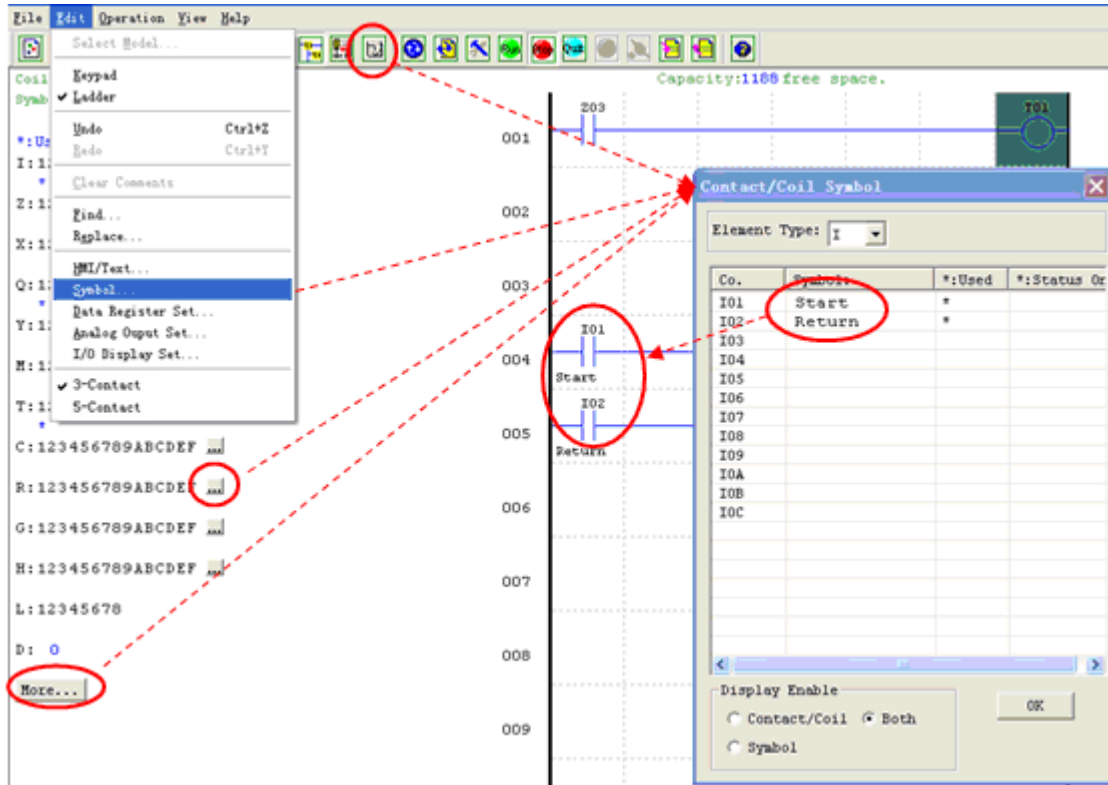 File Edit Operation View Help
Select Model...
Keypad
Ladder
Undo Ctrl+Z
Redo Ctrl+Y
Clear Comments
Find...
Replace...
HMI/Text...
Symbol...
Data Register Set...
Analog Ouput Set...
I/O Display Set...
3-Contact
5-Contact
Coil
Symb
*:Us
I:1
*
Z:1
X:1
Q:1
*
Y:1
M:1
T:1
*
C:123456789ABCDEF ...
R:123456789ABCDEF ...
G:123456789ABCDEF ...
H:123456789ABCDEF ...
L:12345678
D: 0
More...
Capacity:1188 free space.
001
Z03
T01
002
003
004
I01
Start
005
I02
Return
006
007
008
009
Contact/Coil Symbol
Element Type: I
Co. Symbol: *:Used *:Status Or
I01 Start *
I02 Return *
I03
I04
I05
I06
I07
I08
I09
I0A
I0B
I0C
Display Enable
Contact/Coil Both
Symbol
OK